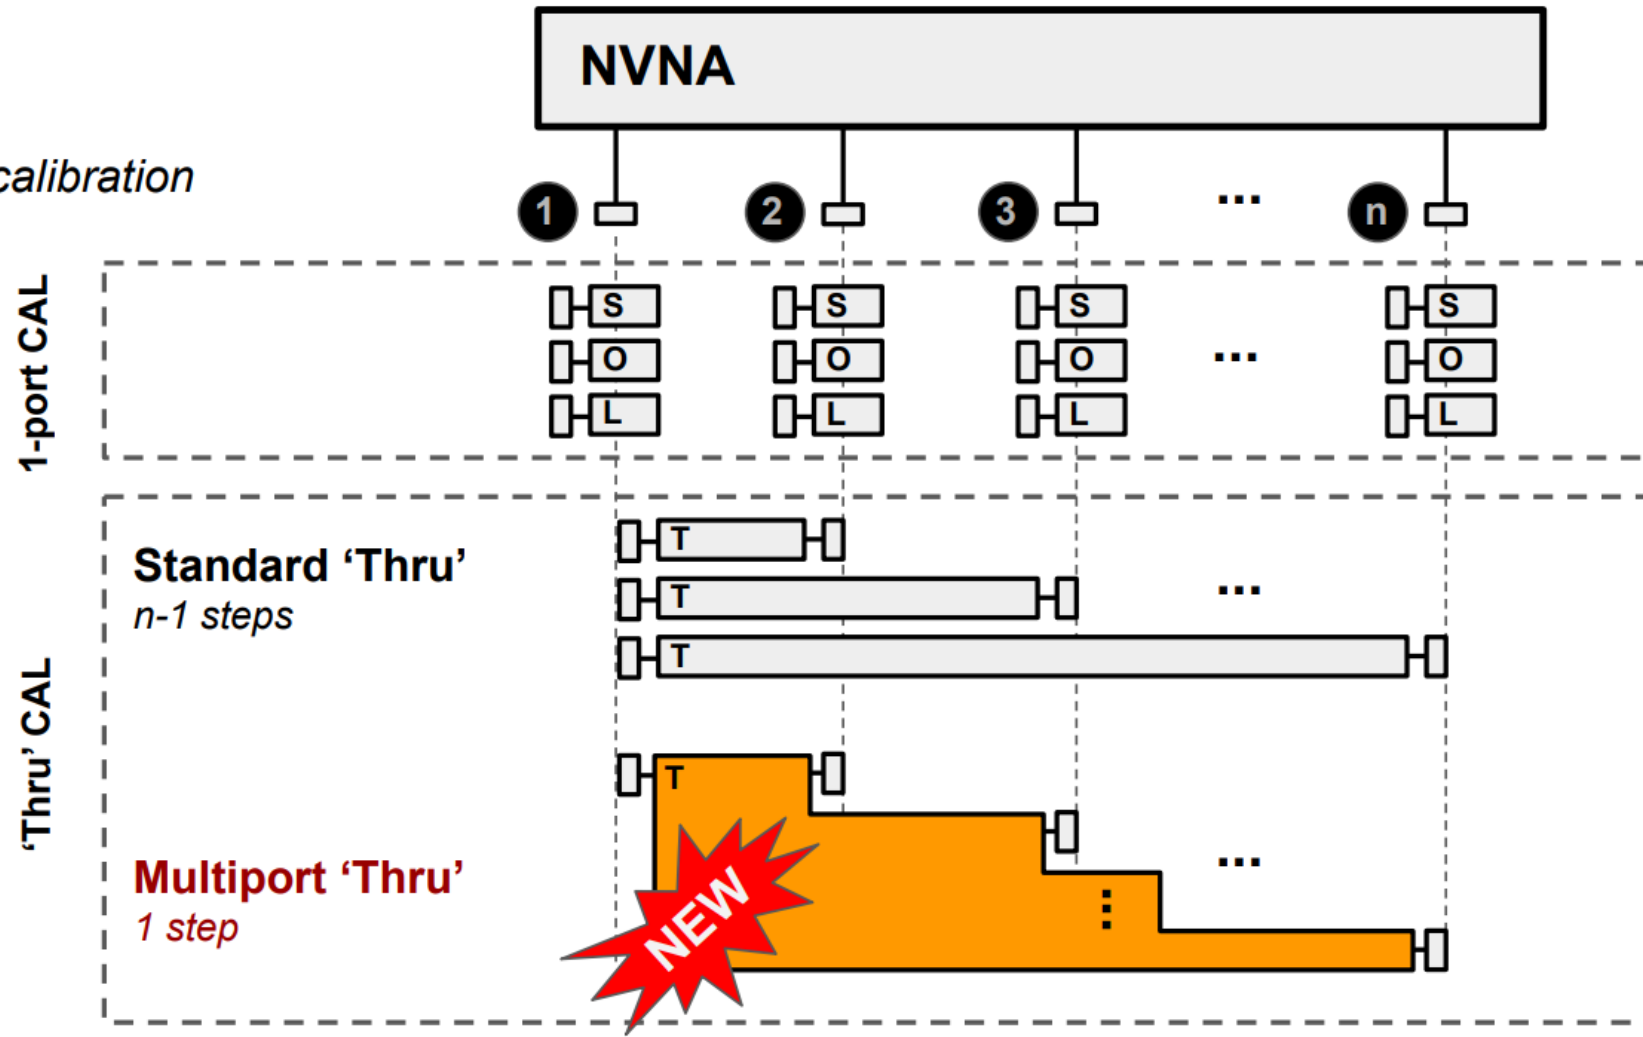 NVNA
calibration
1 2 3 ... n
1-port CAL
S S S S
O O O ... O
L L L L
'Thru' CAL
Standard ‘Thru’
n-1 steps
T
T ...
T
T
Multiport ‘Thru’
1 step
...
NEW